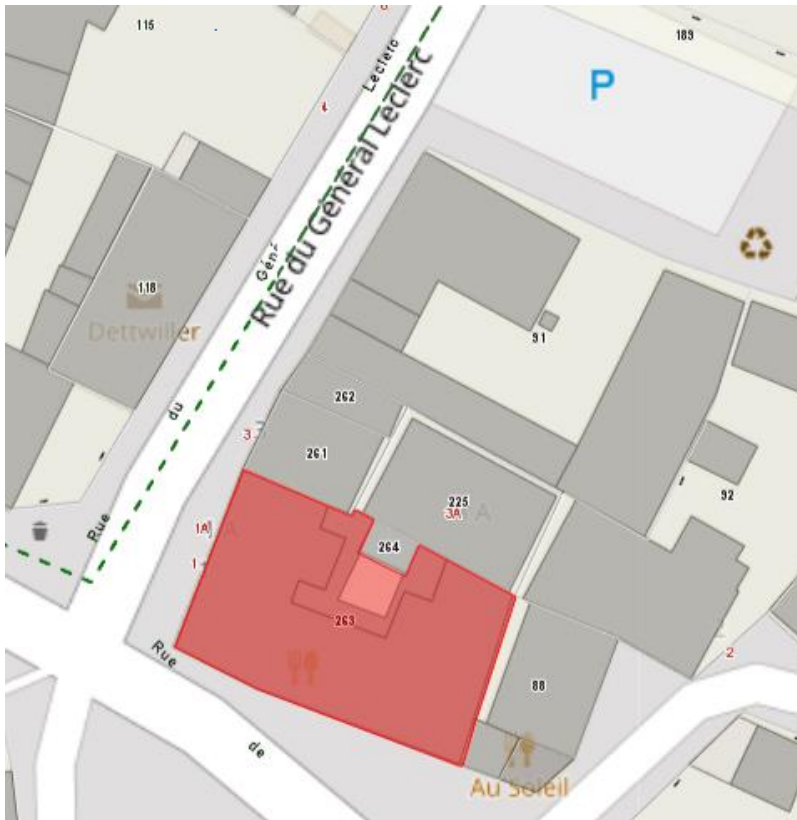 115
189
P
Leclerc
Géné
du
Rue
Rue du Général Leclerc
118
Dettwiller
91
262
3
261
225
3A
A
92
264
1A
1
263
Rue
de
2
88
Au Soleil